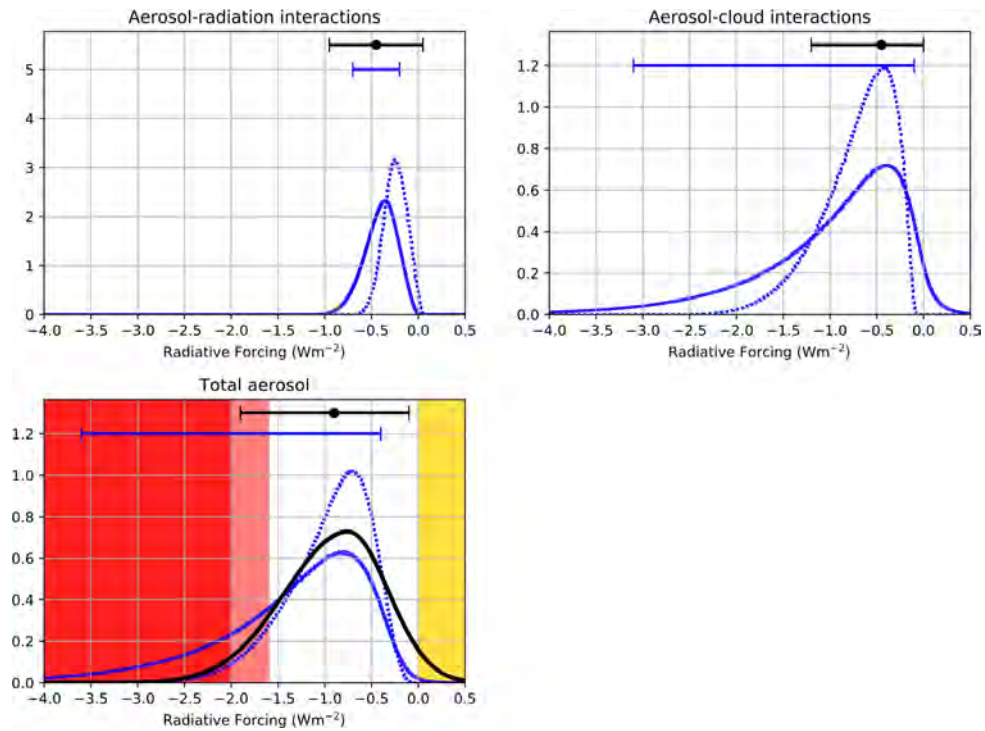 Aerosol-radiation interactions
5
4
3
2
1
0
−4.0 −3.5 −3.0 −2.5 −2.0 −1.5 −1.0 −0.5 0.0 0.5
Radiative Forcing (Wm⁻²)
Aerosol-cloud interactions
1.2
1.0
0.8
0.6
0.4
0.2
0.0
−4.0 −3.5 −3.0 −2.5 −2.0 −1.5 −1.0 −0.5 0.0 0.5
Radiative Forcing (Wm⁻²)
Total aerosol
1.2
1.0
0.8
0.6
0.4
0.2
0.0
−4.0 −3.5 −3.0 −2.5 −2.0 −1.5 −1.0 −0.5 0.0 0.5
Radiative Forcing (Wm⁻²)